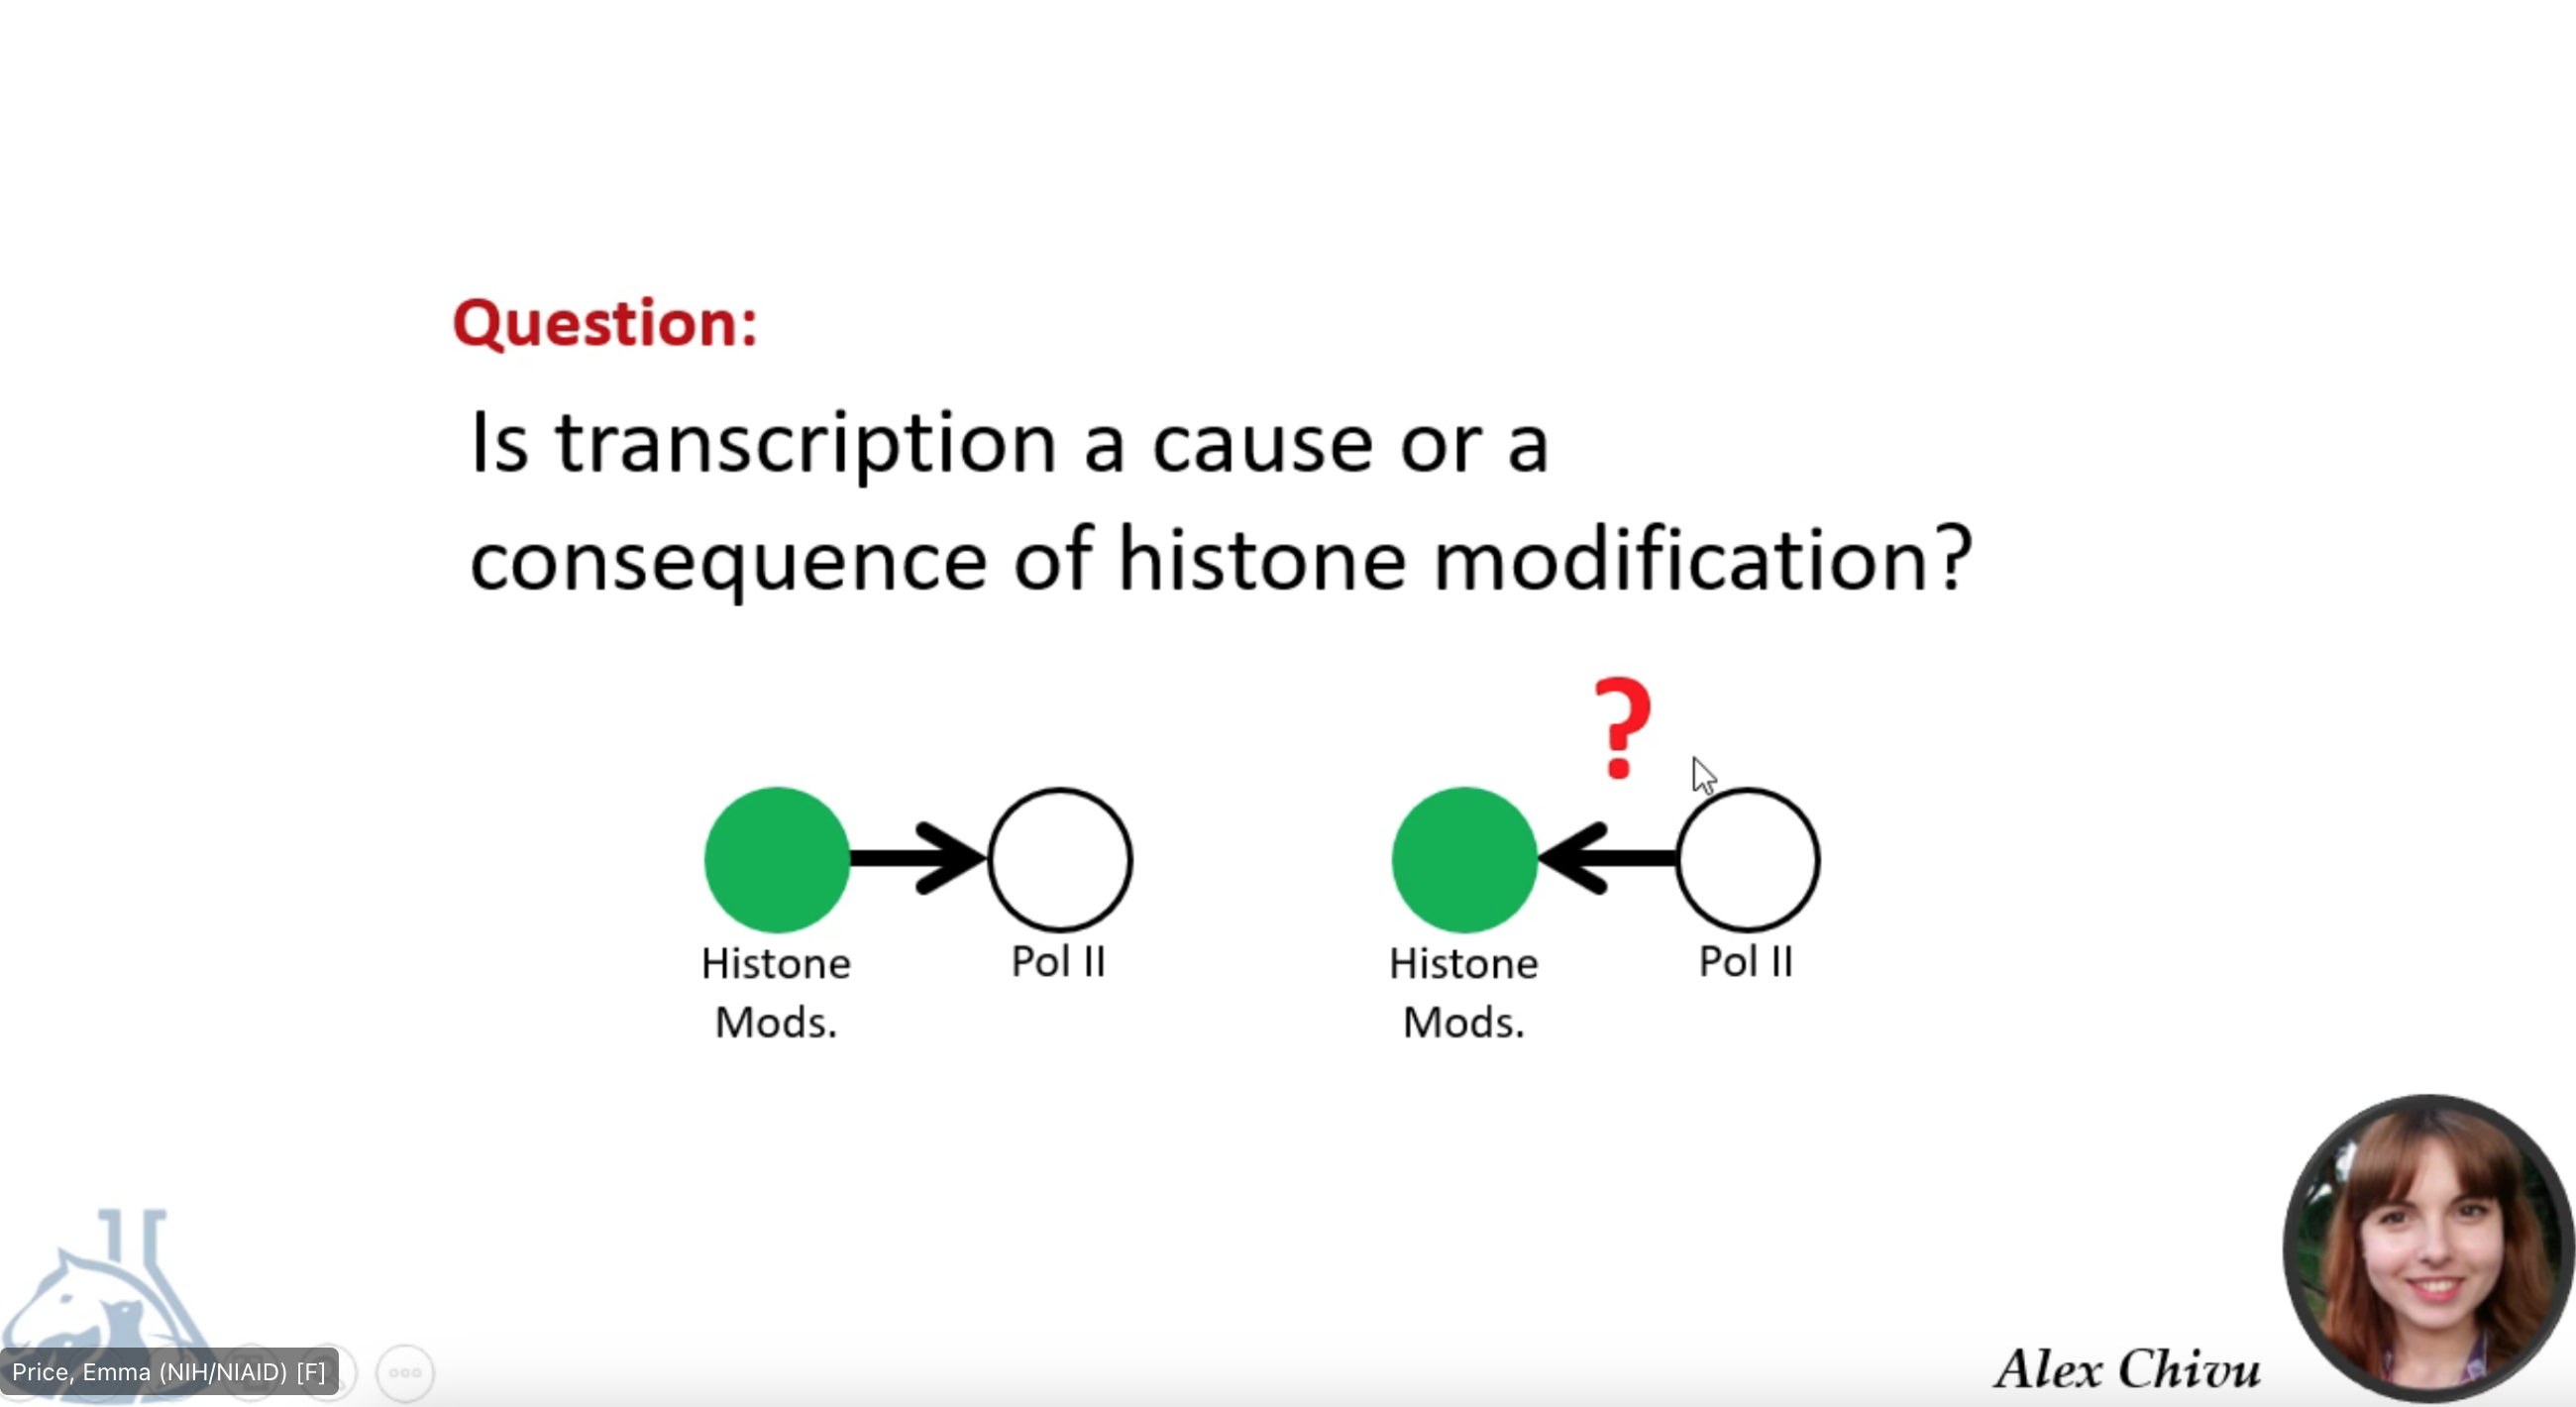 Question:
Is transcription a cause or a
consequence of histone modification?
?
Histone
Mods.
Pol II
Histone
Mods.
Pol II
Price, Emma (NIH/NIAID) [F]
Alex Chivu